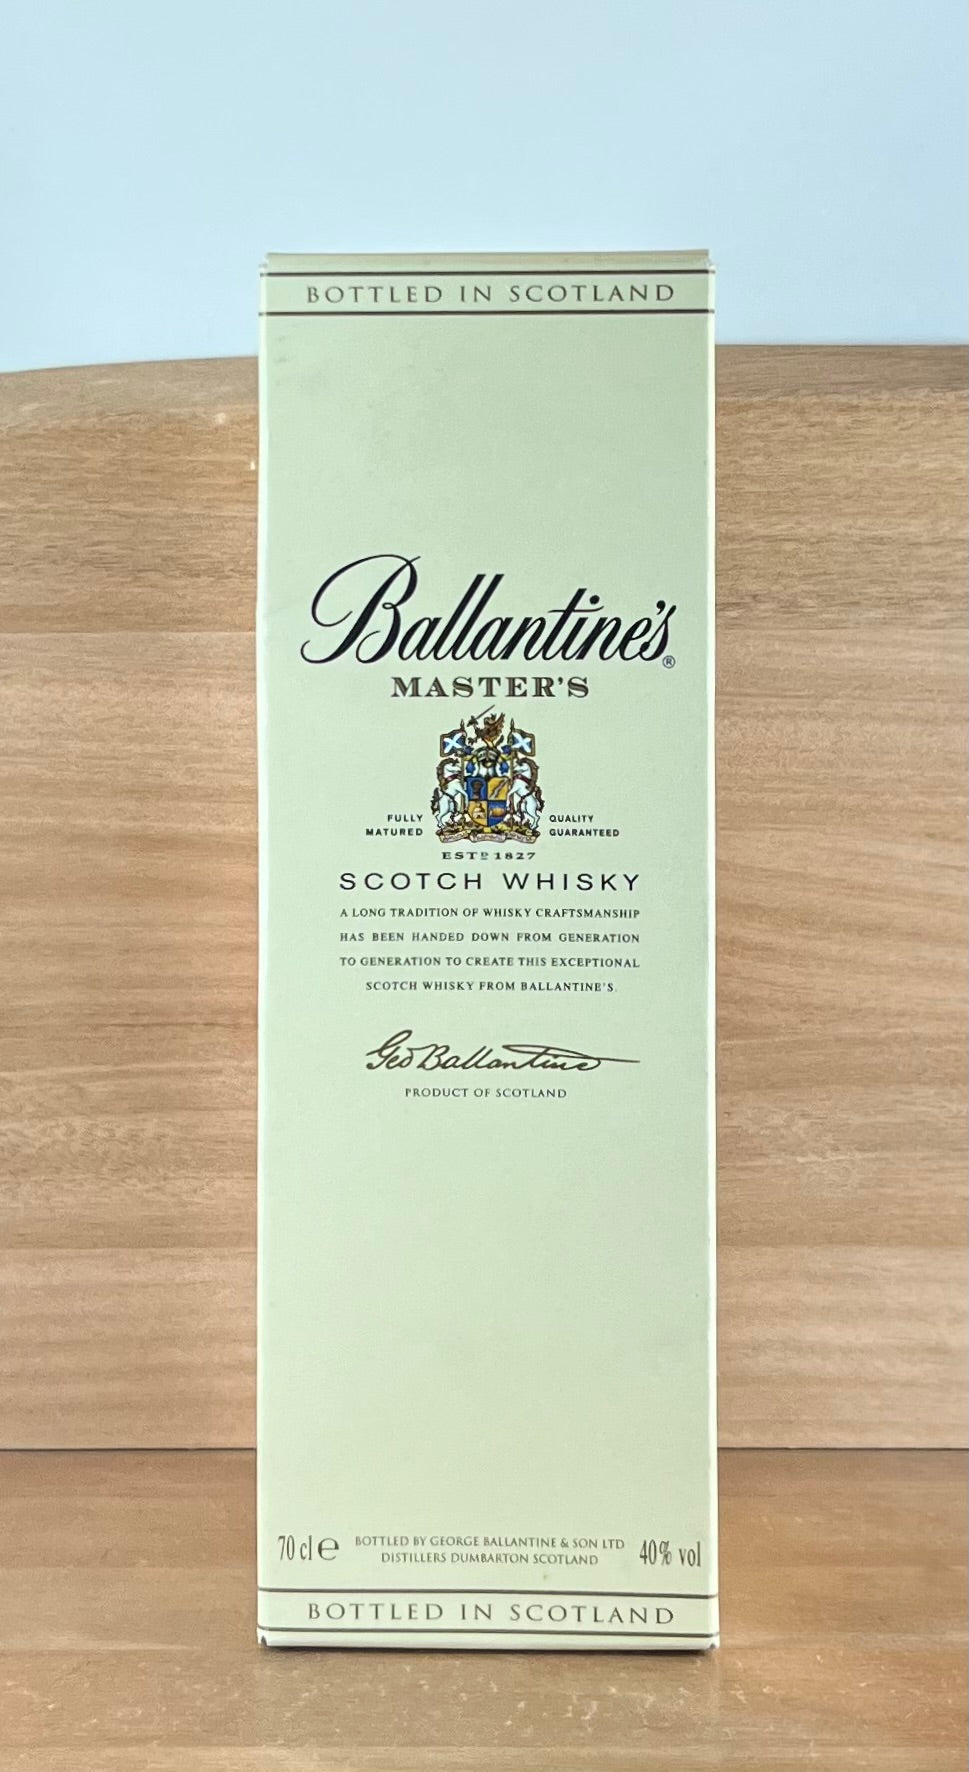 BOTTLED IN SCOTLAND
Ballantine's®
MASTER'S
FULLY MATURED
QUALITY GUARANTEED
ESTD 1827
SCOTCH WHISKY
A LONG TRADITION OF WHISKY CRAFTSMANSHIP
HAS BEEN HANDED DOWN FROM GENERATION
TO GENERATION TO CREATE THIS EXCEPTIONAL
SCOTCH WHISKY FROM BALLANTINE'S.
Geo Ballantine
PRODUCT OF SCOTLAND
70 cl ℮
BOTTLED BY GEORGE BALLANTINE & SON LTD
DISTILLERS DUMBARTON SCOTLAND
40% vol
BOTTLED IN SCOTLAND